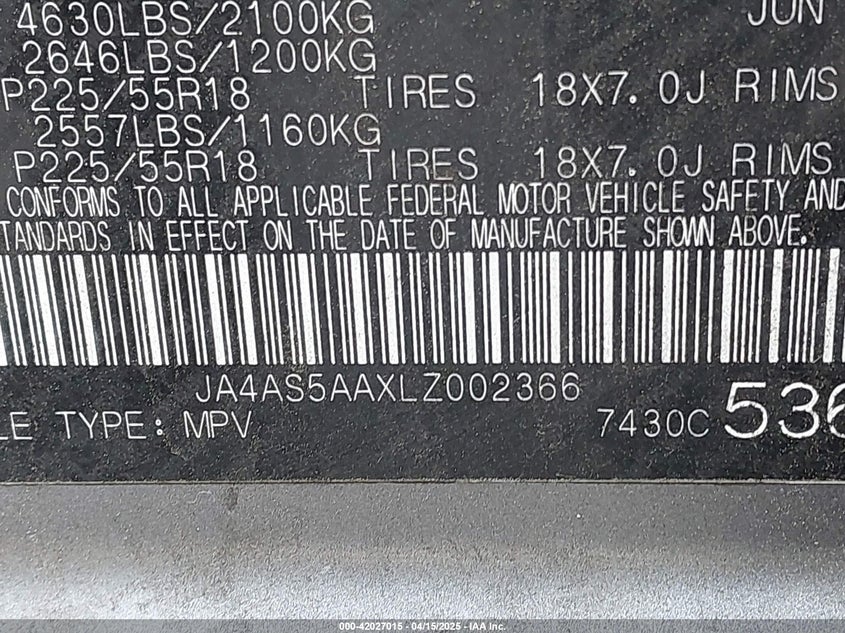 4630LBS/2100KG JUN
2646LBS/1200KG
P225/55R18 TIRES 18X7.0J RIMS
2557LBS/1160KG
P225/55R18 TIRES 18X7.0J RIMS
CONFORMS TO ALL APPLICABLE FEDERAL MOTOR VEHICLE SAFETY AND
TANDARDS IN EFFECT ON THE DATE OF MANUFACTURE SHOWN ABOVE.
JA4AS5AAXLZ002366
LE TYPE: MPV 7430C 536
000-42027015 - 04/15/2025 - IAA Inc.